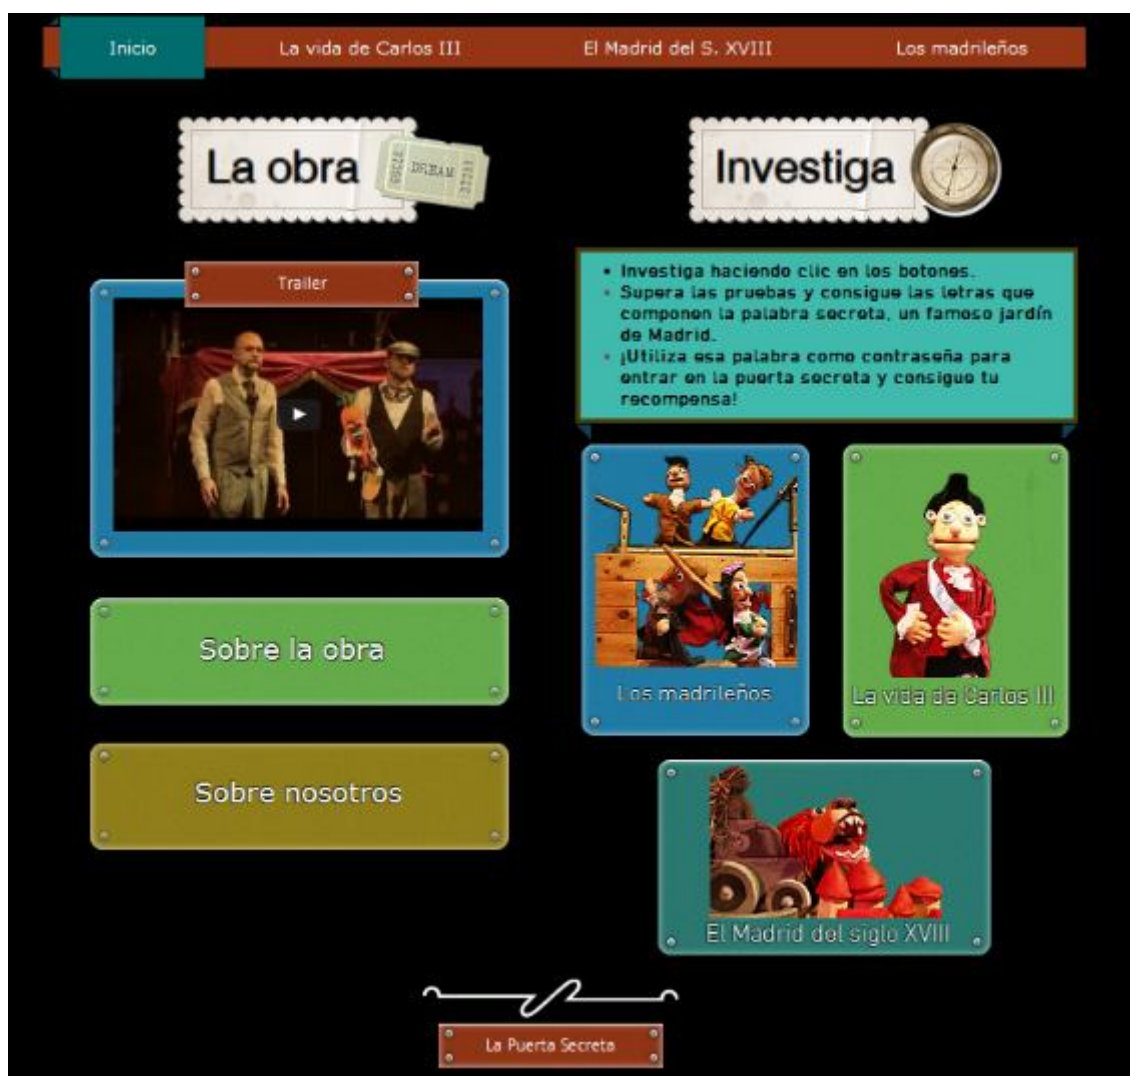 Inicio
La vida de Carlos III
El Madrid del S. XVIII
Los madrileños
La obra
DREAM
Trailer
Sobre la obra
Sobre nosotros
Investiga
• Investiga haciendo clic en los botones.
• Supera las pruebas y consigue las letras que
componen la palabra secreta, un famoso jardín
de Madrid.
• ¡Utiliza esa palabra como contraseña para
entrar en la puerta secreta y consigue tu
recompensa!
Los madrileños
La vida de Carlos III
El Madrid del siglo XVIII
La Puerta Secreta